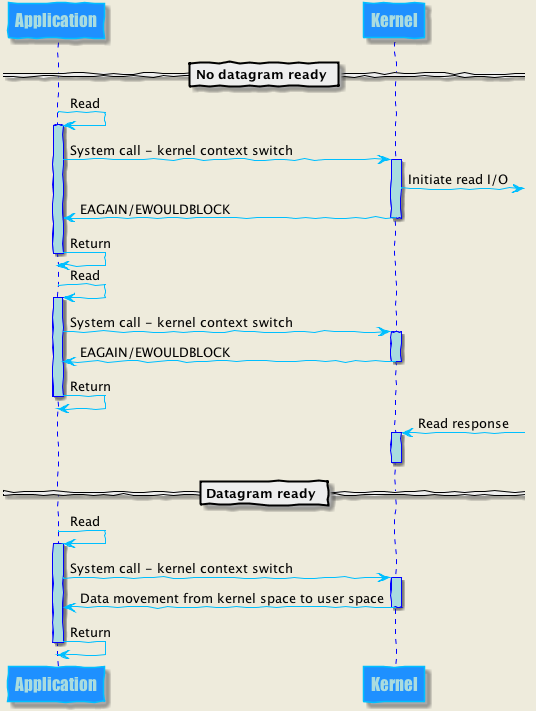 Application
Kernel
No datagram ready
Read
System call - kernel context switch
Initiate read I/O
EAGAIN/EWOULDBLOCK
Return
Read
System call - kernel context switch
EAGAIN/EWOULDBLOCK
Return
Read response
Datagram ready
Read
System call - kernel context switch
Data movement from kernel space to user space
Return
Application
Kernel